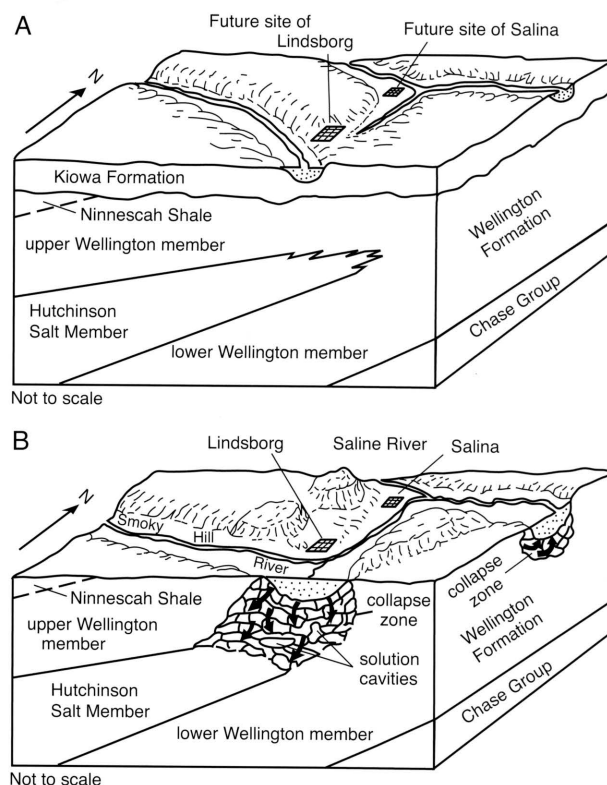 A
Future site of
Lindsborg
Future site of Salina
N
Kiowa Formation
Ninnescah Shale
upper Wellington member
Wellington
Formation
Hutchinson
Salt Member
Chase Group
lower Wellington member
Not to scale
B
Lindsborg
Saline River
Salina
N
Smoky
Hill
River
Ninnescah Shale
collapse
zone
collapse
zone
upper Wellington
member
Wellington
Formation
solution
cavities
Hutchinson
Salt Member
Chase Group
lower Wellington member
Not to scale